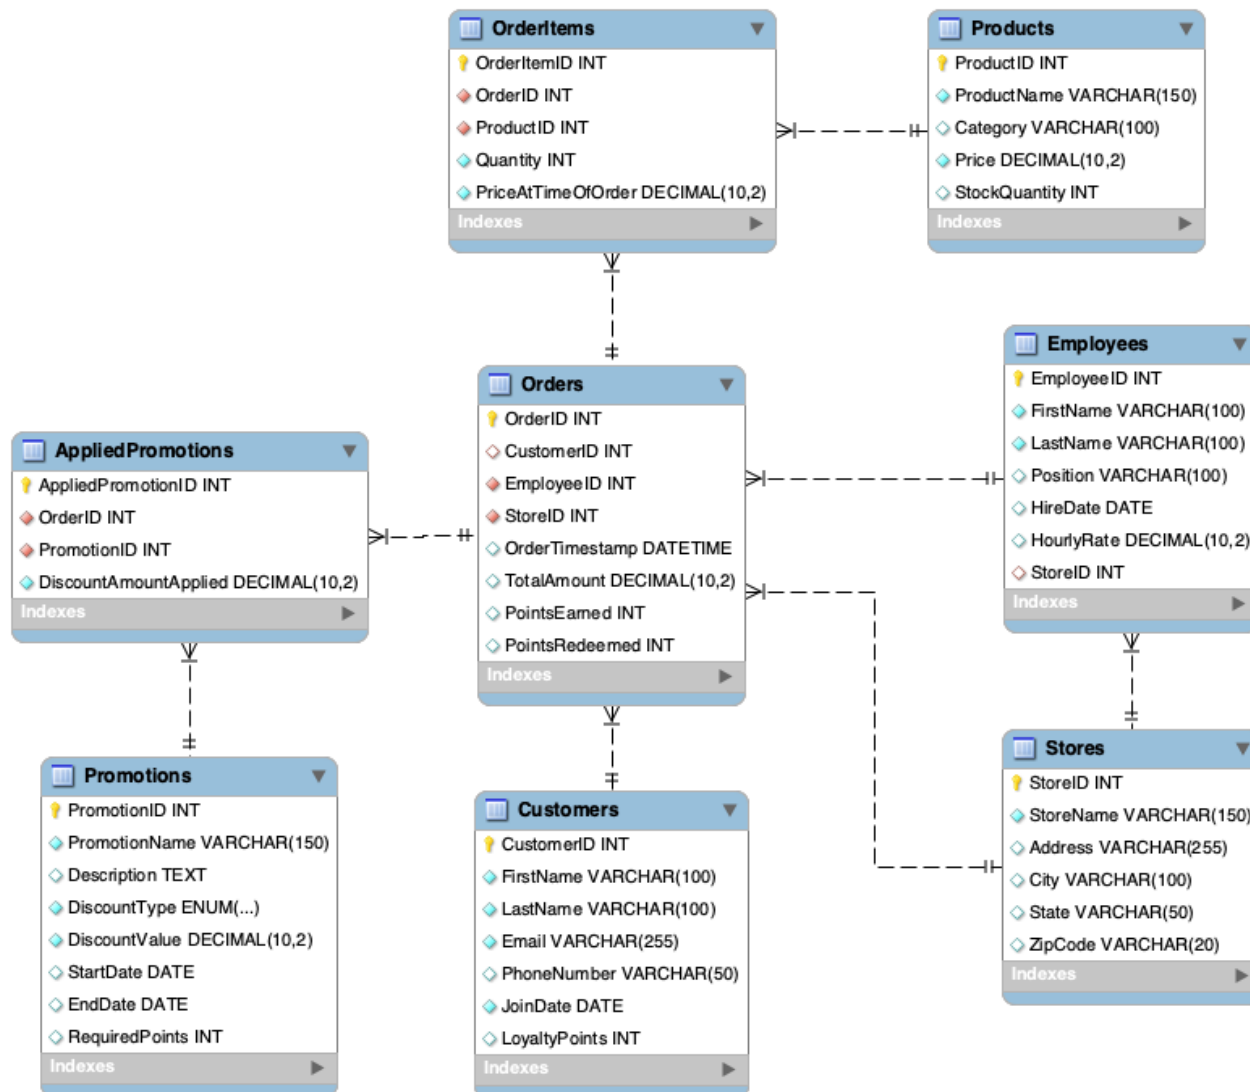 OrderItems
OrderItemID INT
OrderID INT
ProductID INT
Quantity INT
PriceAtTimeOfOrder DECIMAL(10,2)
Indexes
Products
ProductID INT
ProductName VARCHAR(150)
Category VARCHAR(100)
Price DECIMAL(10,2)
StockQuantity INT
Indexes
Employees
EmployeeID INT
FirstName VARCHAR(100)
LastName VARCHAR(100)
Position VARCHAR(100)
HireDate DATE
HourlyRate DECIMAL(10,2)
StoreID INT
Indexes
Orders
OrderID INT
CustomerID INT
EmployeeID INT
StoreID INT
OrderTimestamp DATETIME
TotalAmount DECIMAL(10,2)
PointsEarned INT
PointsRedeemed INT
Indexes
AppliedPromotions
AppliedPromotionID INT
OrderID INT
PromotionID INT
DiscountAmountApplied DECIMAL(10,2)
Indexes
Promotions
PromotionID INT
PromotionName VARCHAR(150)
Description TEXT
DiscountType ENUM(...)
DiscountValue DECIMAL(10,2)
StartDate DATE
EndDate DATE
RequiredPoints INT
Indexes
Customers
CustomerID INT
FirstName VARCHAR(100)
LastName VARCHAR(100)
Email VARCHAR(255)
PhoneNumber VARCHAR(50)
JoinDate DATE
LoyaltyPoints INT
Indexes
Stores
StoreID INT
StoreName VARCHAR(150)
Address VARCHAR(255)
City VARCHAR(100)
State VARCHAR(50)
ZipCode VARCHAR(20)
Indexes